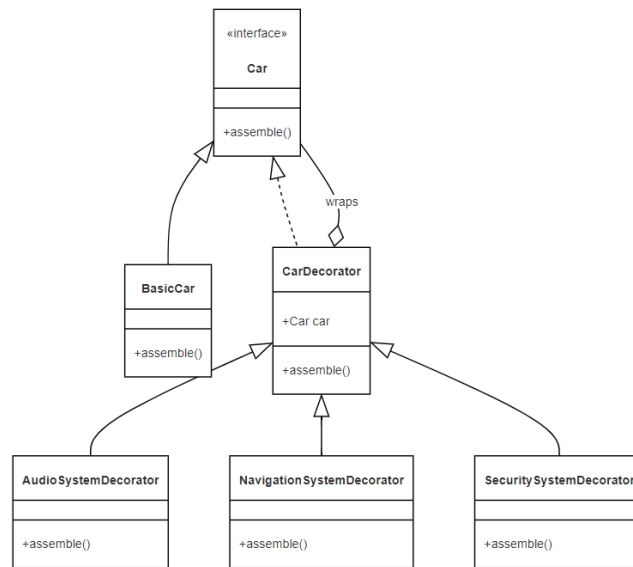 «interface»
Car
+assemble()
wraps
BasicCar
+assemble()
CarDecorator
+Car car
+assemble()
AudioSystemDecorator
+assemble()
NavigationSystemDecorator
+assemble()
SecuritySystemDecorator
+assemble()